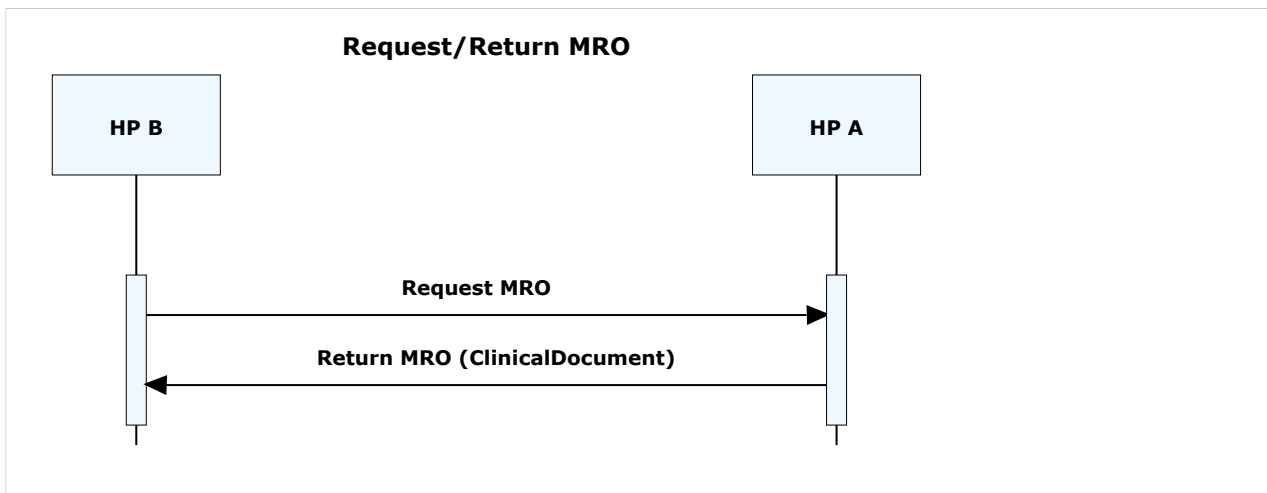 Request/Return MRO
HP B
HP A
Request MRO
Return MRO (ClinicalDocument)